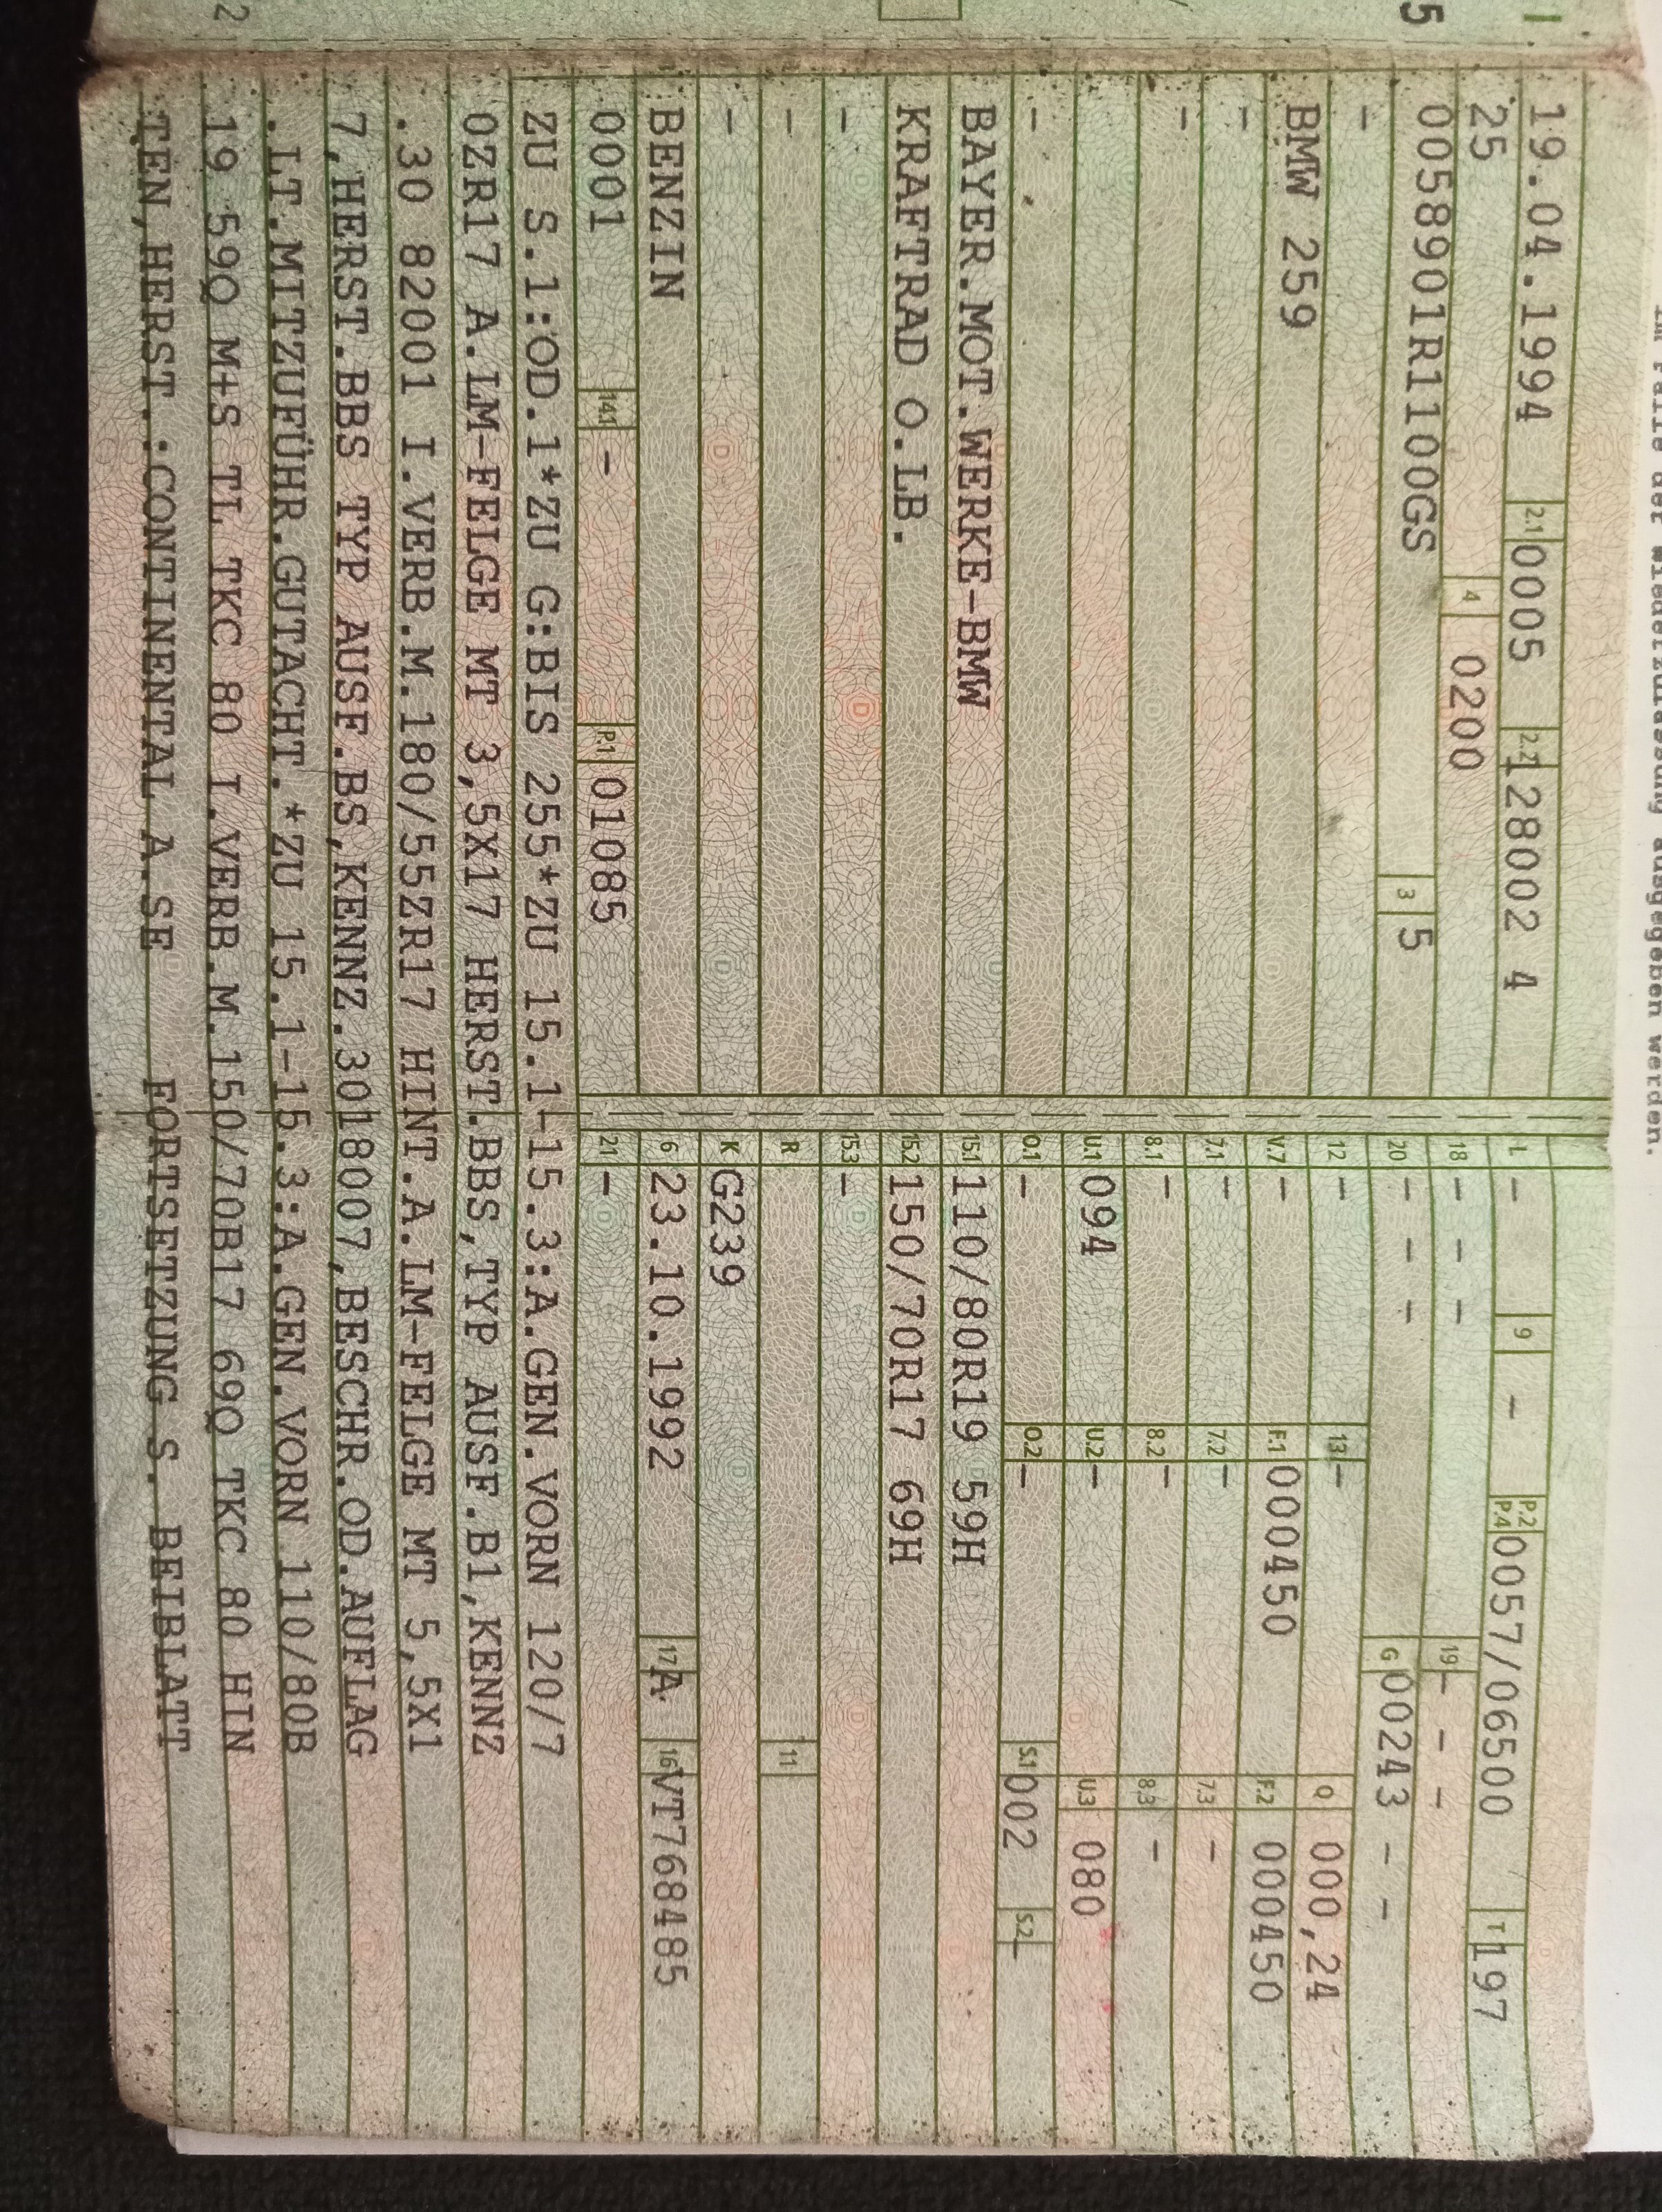 Im Falle der Wiederzulassung ausgegeben werden.
1
5
2
19.04.1994 2.1 0005 2.2 128002 4
25 4 0200
0058901R1100GS 3 5
-
BMW 259
-
-
-
BAYER.MOT.WERKE-BMW
KRAFTRAD O.LB.
-
-
-
BENZIN
0001 14.1 - P.1 01085
L - 9 - P.2 P.4 0057/06500 T 197
18 - - - 19 - - -
20 - - - G 00243 - -
12 - 13 - Q 000,24
V.7 - F.1 000450 F.2 000450
7.1 - 7.2 - 7.3 -
8.1 - 8.2 - 8.3 -
U.1 094 U.2 - U.3 080
O.1 - O.2 - S.1 002 S.2 -
15.1 110/80R19 59H
15.2 150/70R17 69H
15.3 -
R 11
K G239
6 23.10.1992 17 A 16 VT768485
21 -
ZU S.1:OD.1*ZU G:BIS 255*ZU 15.1-15.3:A.GEN.VORN 120/7
0ZR17 A.LM-FELGE MT 3,5X17 HERST.BBS,TYP AUSF.B1,KENNZ
.30 82001 I.VERB.M.180/55ZR17 HINT.A.LM-FELGE MT 5,5X1
7,HERST.BBS TYP AUSF.BS,KENNZ.3018007,BESCHR.OD.AUFLAG
.LT.MITZUFÜHR.GUTACHT.*ZU 15.1-15.3:A.GEN.VORN 110/80B
19 59Q M+S TL TKC 80 I.VERB.M.150/70B17 69Q TKC 80 HIN
TEN,HERST.:CONTINENTAL A.SE FORTSETZUNG S. BEIBLATT